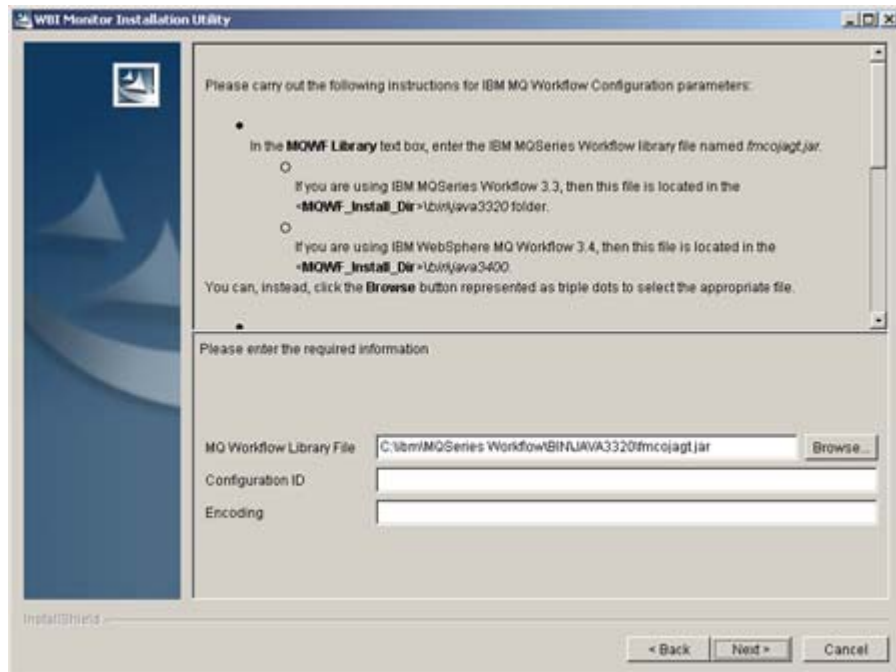 WBI Monitor Installation Utility
Please carry out the following instructions for IBM MQ Workflow Configuration parameters:
In the MQWF Library text box, enter the IBM MQSeries Workflow library file named fmcojagt.jar.
If you are using IBM MQSeries Workflow 3.3, then this file is located in the
<MQWF_Install_Dir>\bin\java3320 folder.
If you are using IBM WebSphere MQ Workflow 3.4, then this file is located in the
<MQWF_Install_Dir>\bin\java3400.
You can, instead, click the Browse button represented as triple dots to select the appropriate file.
Please enter the required information
MQ Workflow Library File C:\ibm\MQSeries Workflow\BIN\JAVA3320\fmcojagt.jar Browse...
Configuration ID
Encoding
InstallShield
< Back Next > Cancel